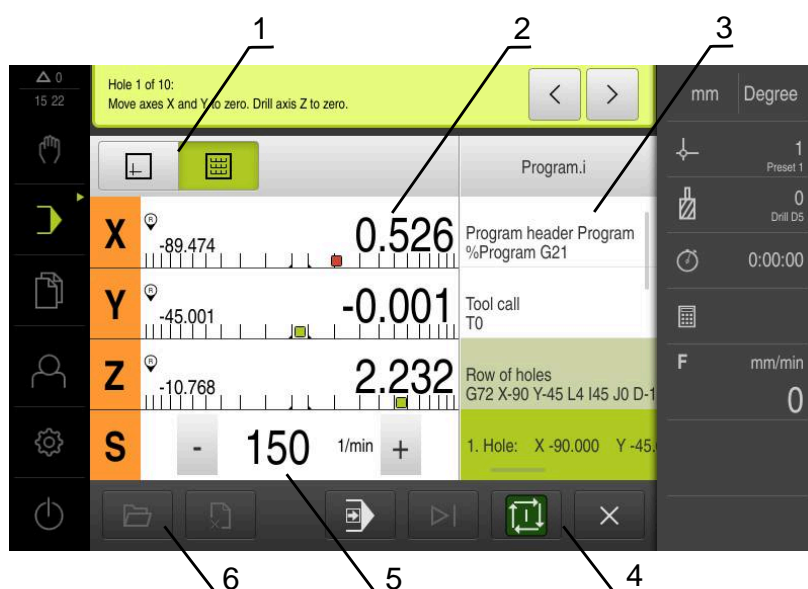 1
2
3
0
15 22
Hole 1 of 10:
Move axes X and Y to zero. Drill axis Z to zero.
mm
Degree
Program.i
1
Preset 1
X
R
-89.474
0.526
Program header Program
%Program G21
0
Drill D5
0:00:00
Y
R
-45.001
-0.001
Tool call
T0
Z
R
-10.768
2.232
Row of holes
G72 X-90 Y-45 L4 I45 J0 D-1
F
mm/min
0
S
-
150
1/min
+
1. Hole: X -90.000 Y -45.
6
5
4